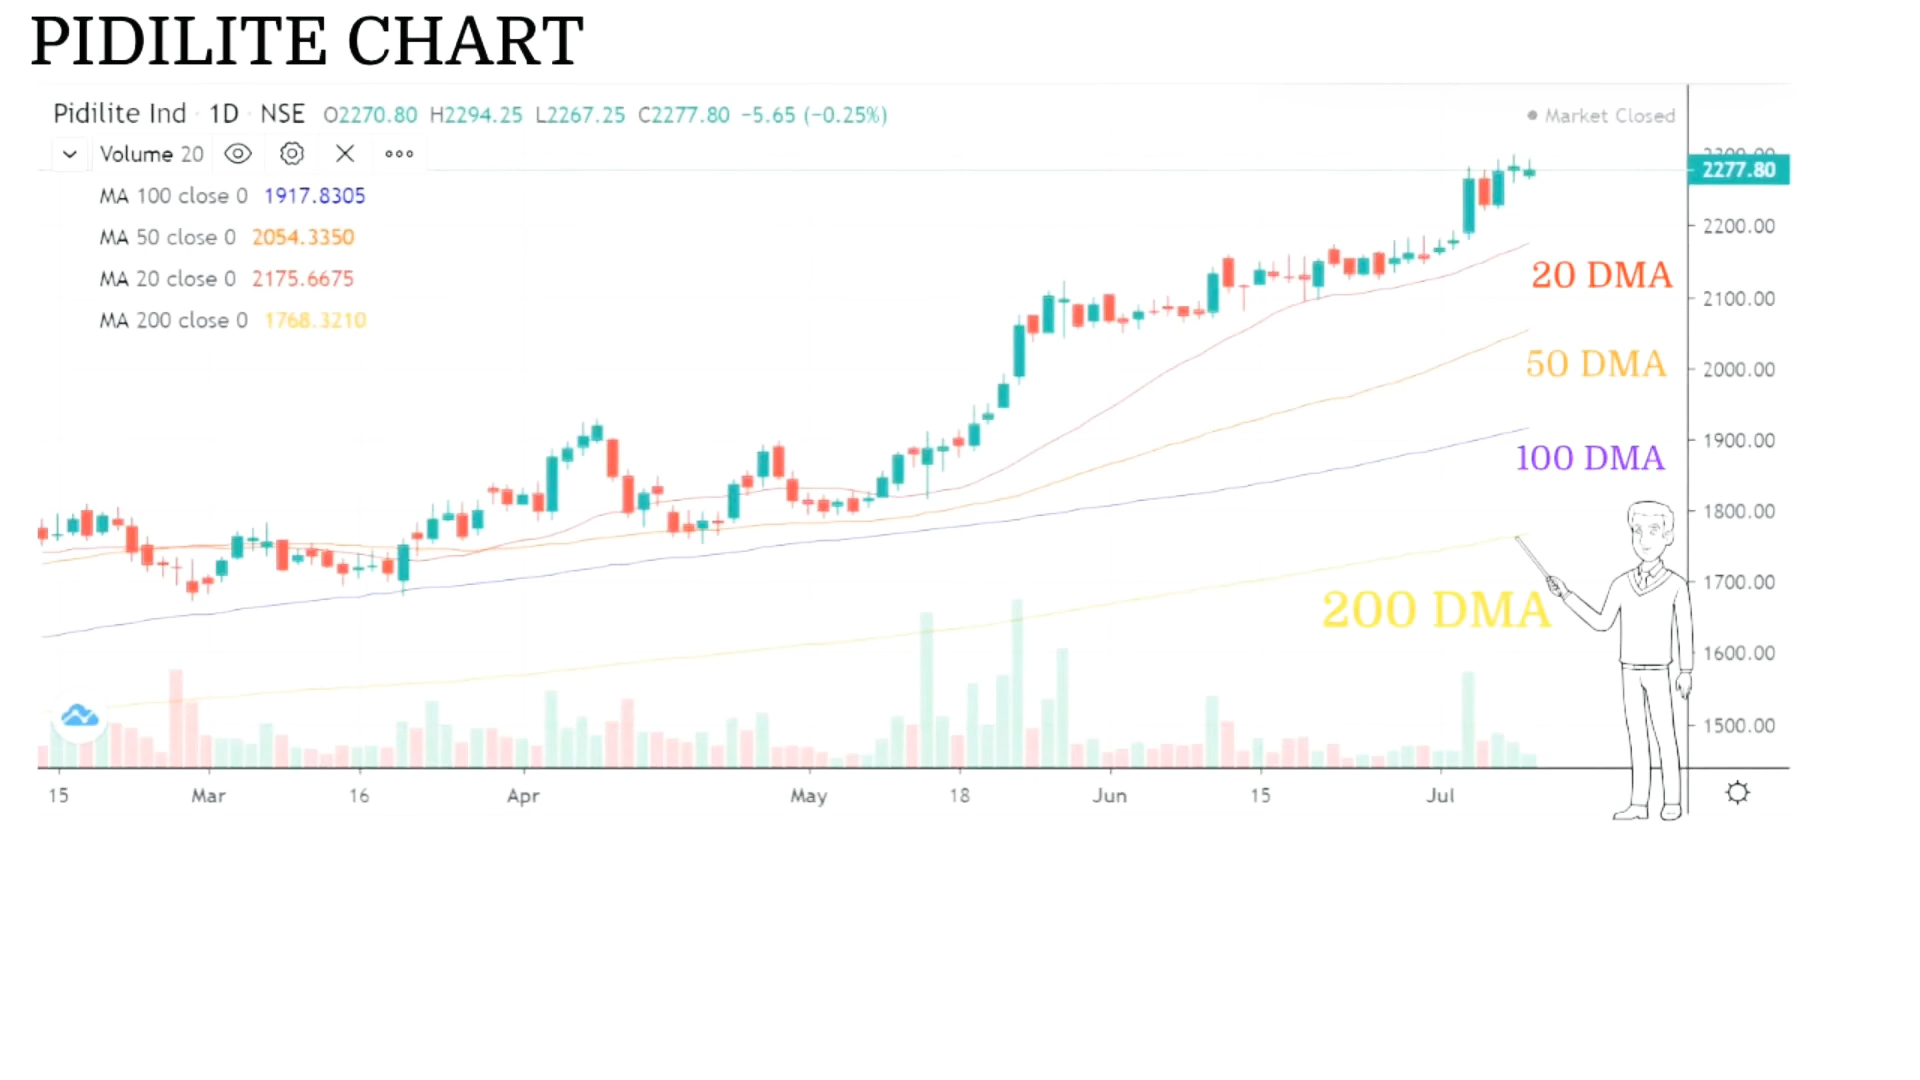 PIDILITE CHART
Pidilite Ind · 1D · NSE O2270.80 H2294.25 L2267.25 C2277.80 −5.65 (−0.25%)
Market Closed
Volume 20
2300.00
2277.80
MA 100 close 0 1917.8305
2200.00
MA 50 close 0 2054.3350
MA 20 close 0 2175.6675
20 DMA
2100.00
MA 200 close 0 1768.3210
50 DMA
2000.00
1900.00
100 DMA
1800.00
1700.00
200 DMA
1600.00
1500.00
15 Mar 16 Apr May 18 Jun 15 Jul